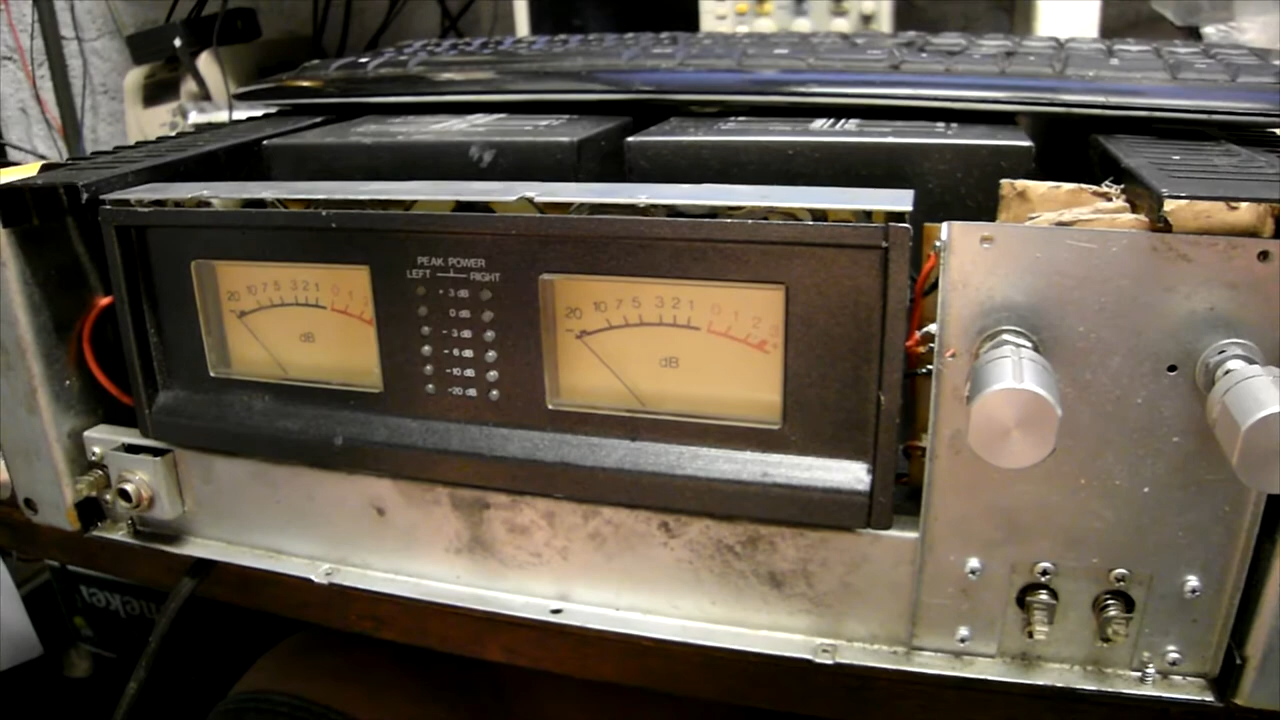 PEAK POWER
LEFT RIGHT
+ 3 dB
0 dB
- 3 dB
- 6 dB
- 10 dB
- 20 dB
20 10 7 5 3 2 1 0 1 2
dB
20 10 7 5 3 2 1 0 1 2 3
dB
neke